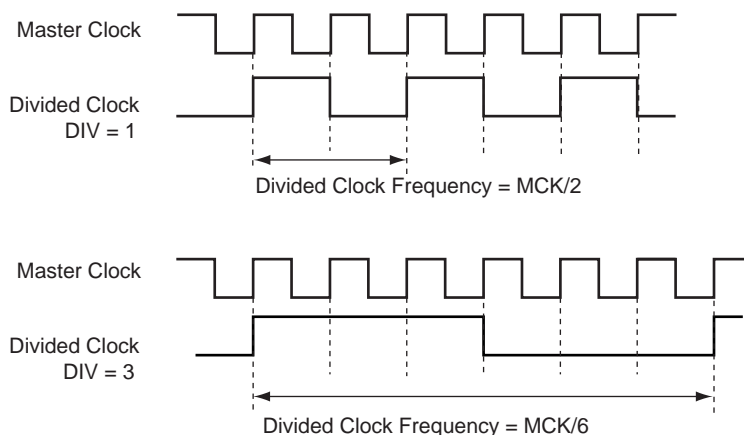 Master Clock
Divided Clock
DIV = 1
Divided Clock Frequency = MCK/2
Master Clock
Divided Clock
DIV = 3
Divided Clock Frequency = MCK/6